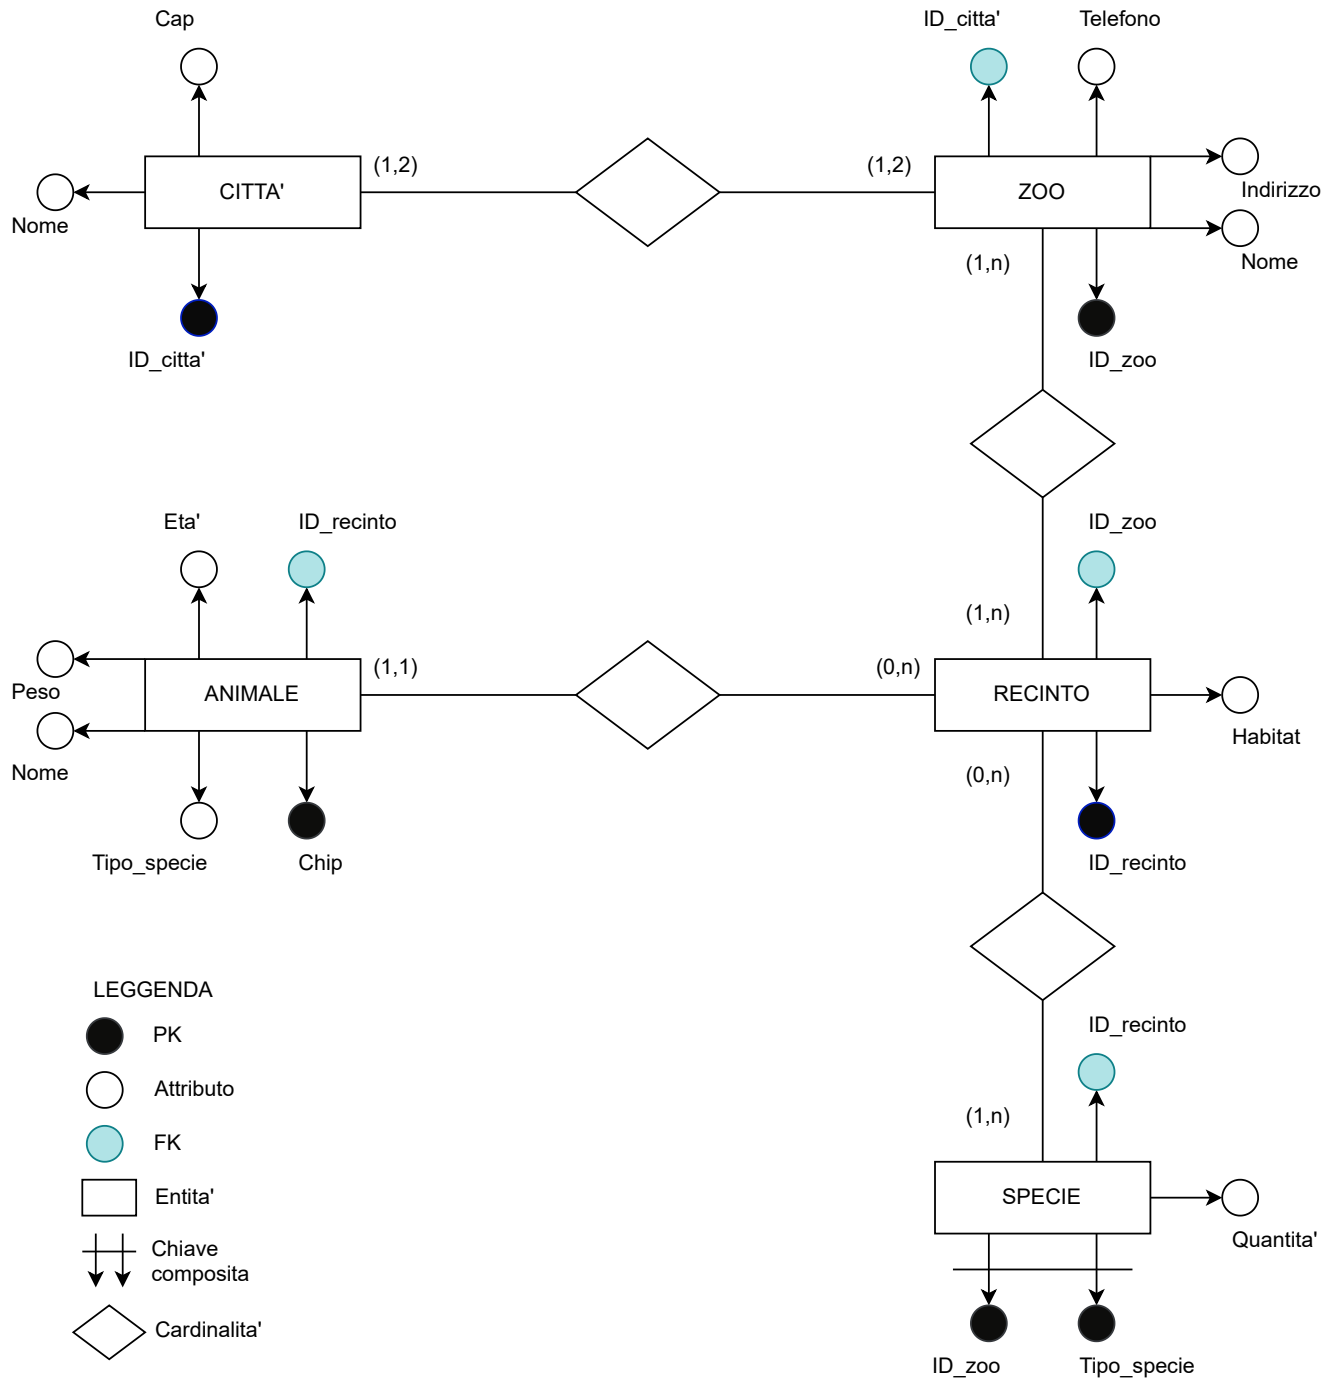 Cap
ID_citta'
Telefono
(1,2)
(1,2)
CITTA'
ZOO
Indirizzo
Nome
Nome
(1,n)
ID_citta'
ID_zoo
Eta'
ID_recinto
ID_zoo
(1,n)
(1,1)
(0,n)
Peso
ANIMALE
RECINTO
Habitat
Nome
(0,n)
Tipo_specie
Chip
ID_recinto
LEGGENDA
PK
Attributo
FK
Entita'
Chiave
composita
Cardinalita'
ID_recinto
(1,n)
SPECIE
Quantita'
ID_zoo
Tipo_specie